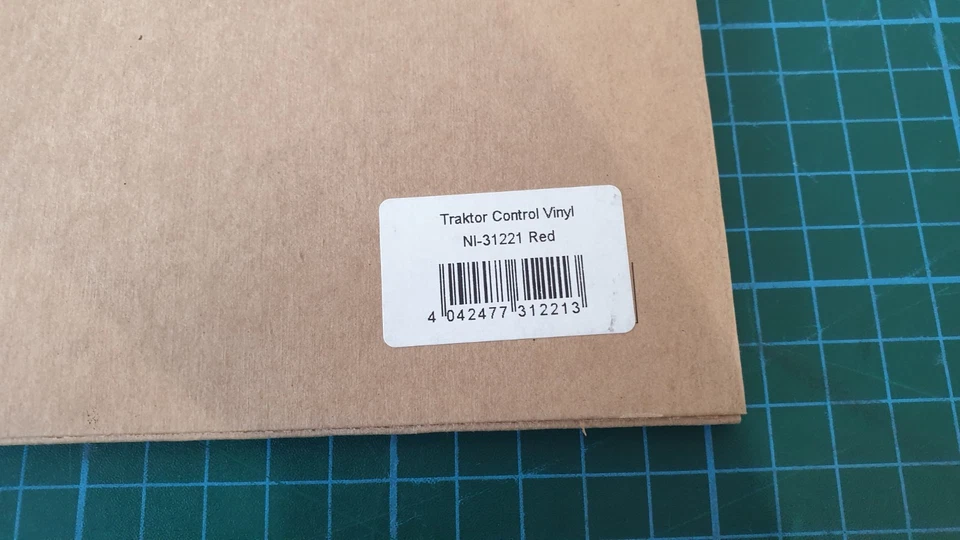 Traktor Control Vinyl
NI-31221 Red
4 042477 312213